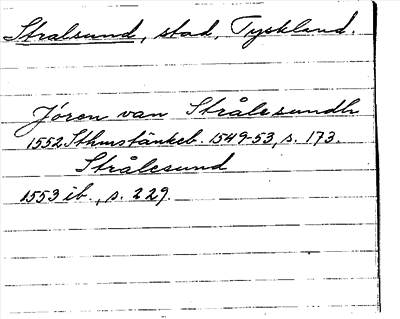 Stralsund, stad, Tyskland.
Jören van Strålesundh
1552 Sthmstänkeb. 1549-53, s. 173.
Strålesund
1553 ib., s. 229.